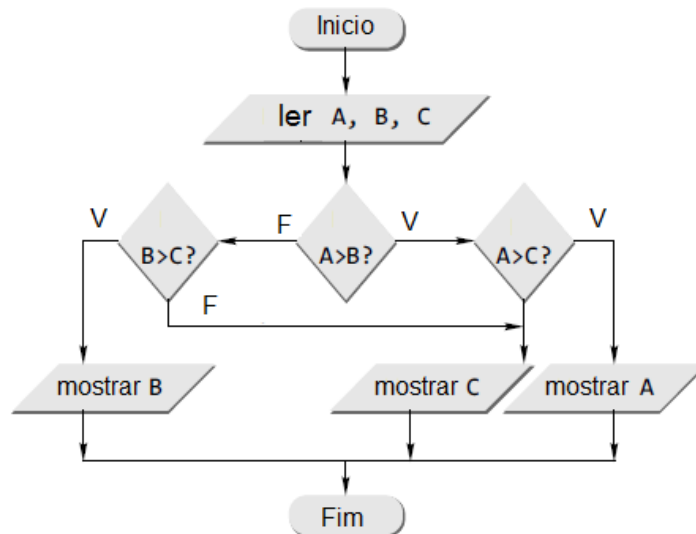 Inicio
ler A, B, C
V
F
V
V
B>C?
A>B?
A>C?
F
mostrar B
mostrar C
mostrar A
Fim